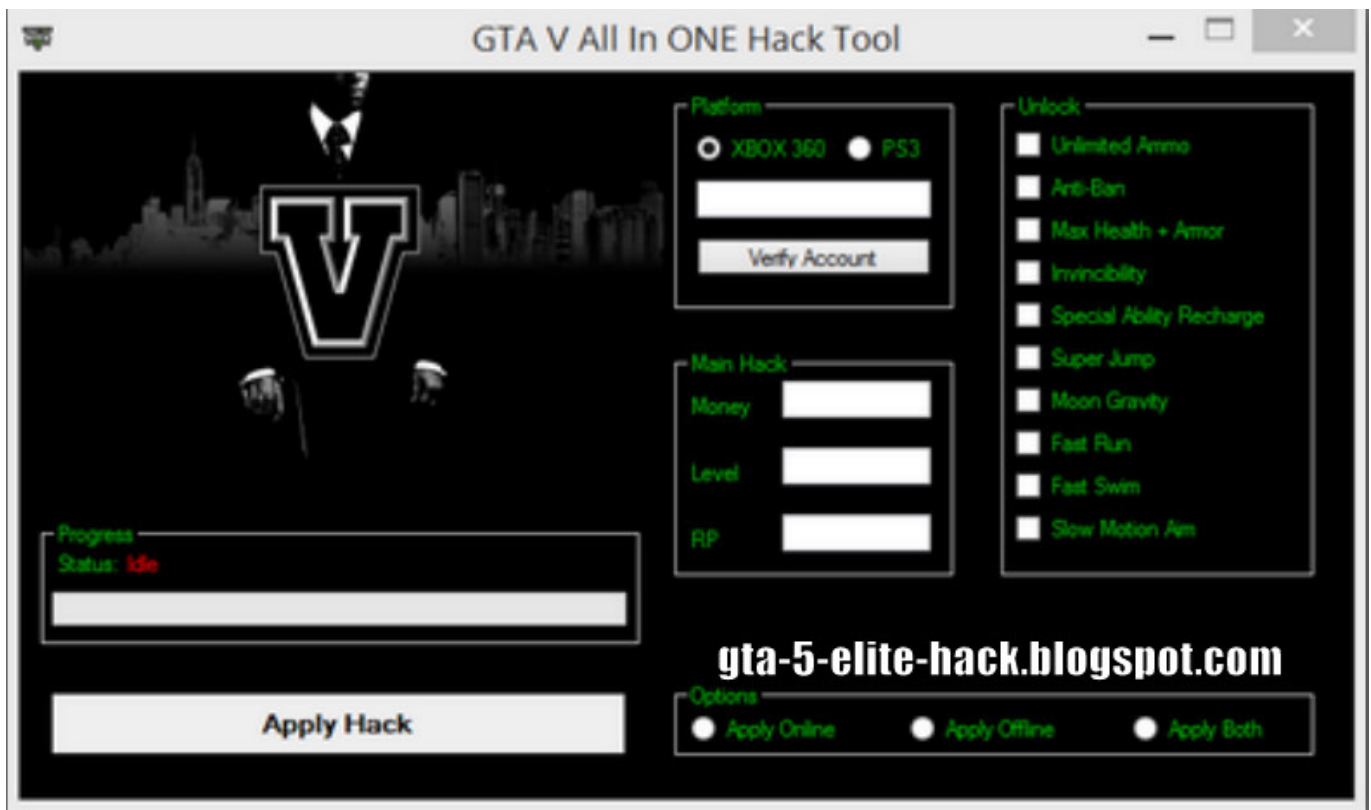 GTA V All In ONE Hack Tool
V
Platform
XBOX 360 PS3
Verify Account
Main Hack
Money
Level
RP
Unlock
Unlimited Ammo
Anti-Ban
Max Health + Armor
Invincibility
Special Ability Recharge
Super Jump
Moon Gravity
Fast Run
Fast Swim
Slow Motion Aim
Progress
Status: Idle
Apply Hack
gta-5-elite-hack.blogspot.com
Options
Apply Online Apply Offline Apply Both